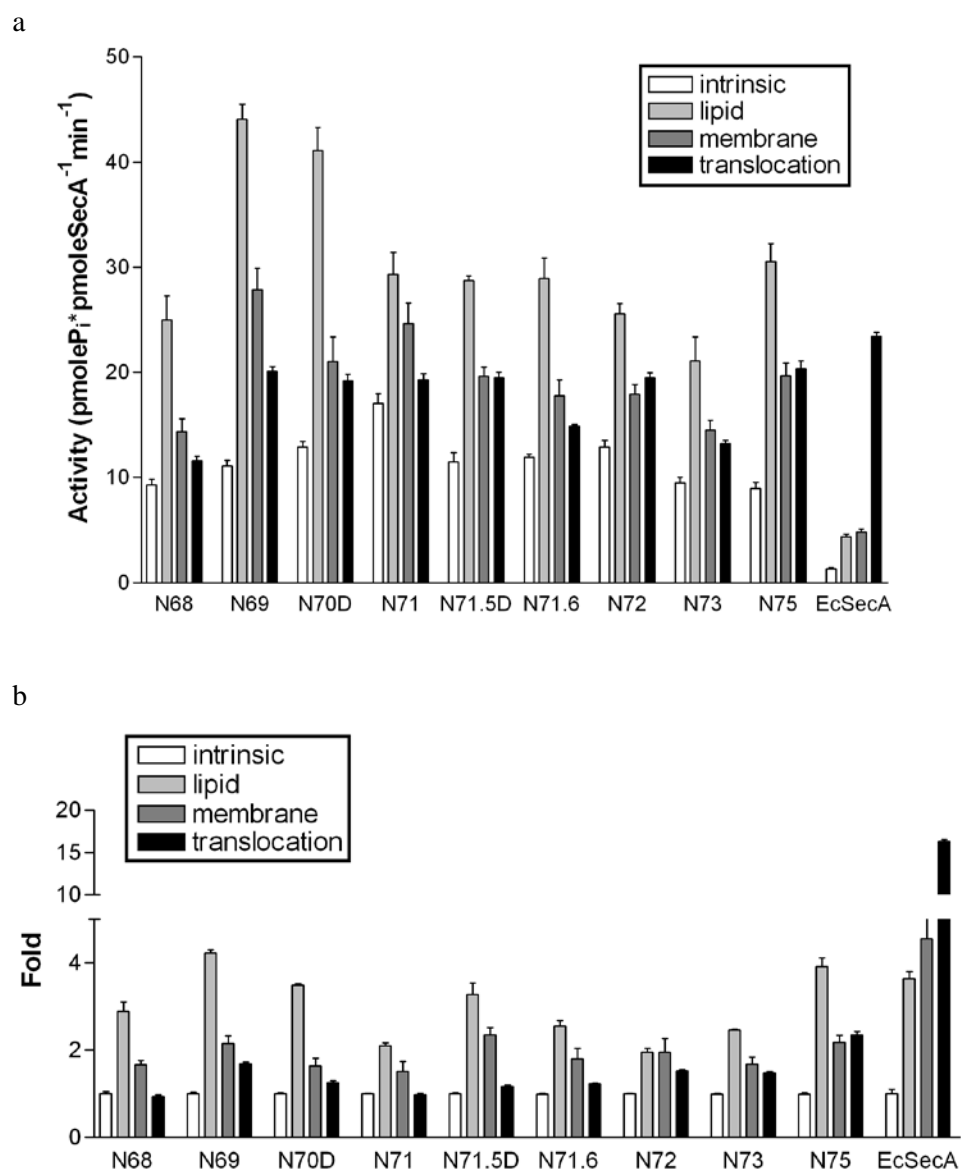 a
50
40
30
20
10
0
Activity (pmolePi*pmoleSecA-1min-1)
intrinsic
lipid
membrane
translocation
N68 N69 N70D N71 N71.5D N71.6 N72 N73 N75 EcSecA
b
intrinsic
lipid
membrane
translocation
20
15
10
4
2
0
Fold
N68 N69 N70D N71 N71.5D N71.6 N72 N73 N75 EcSecA